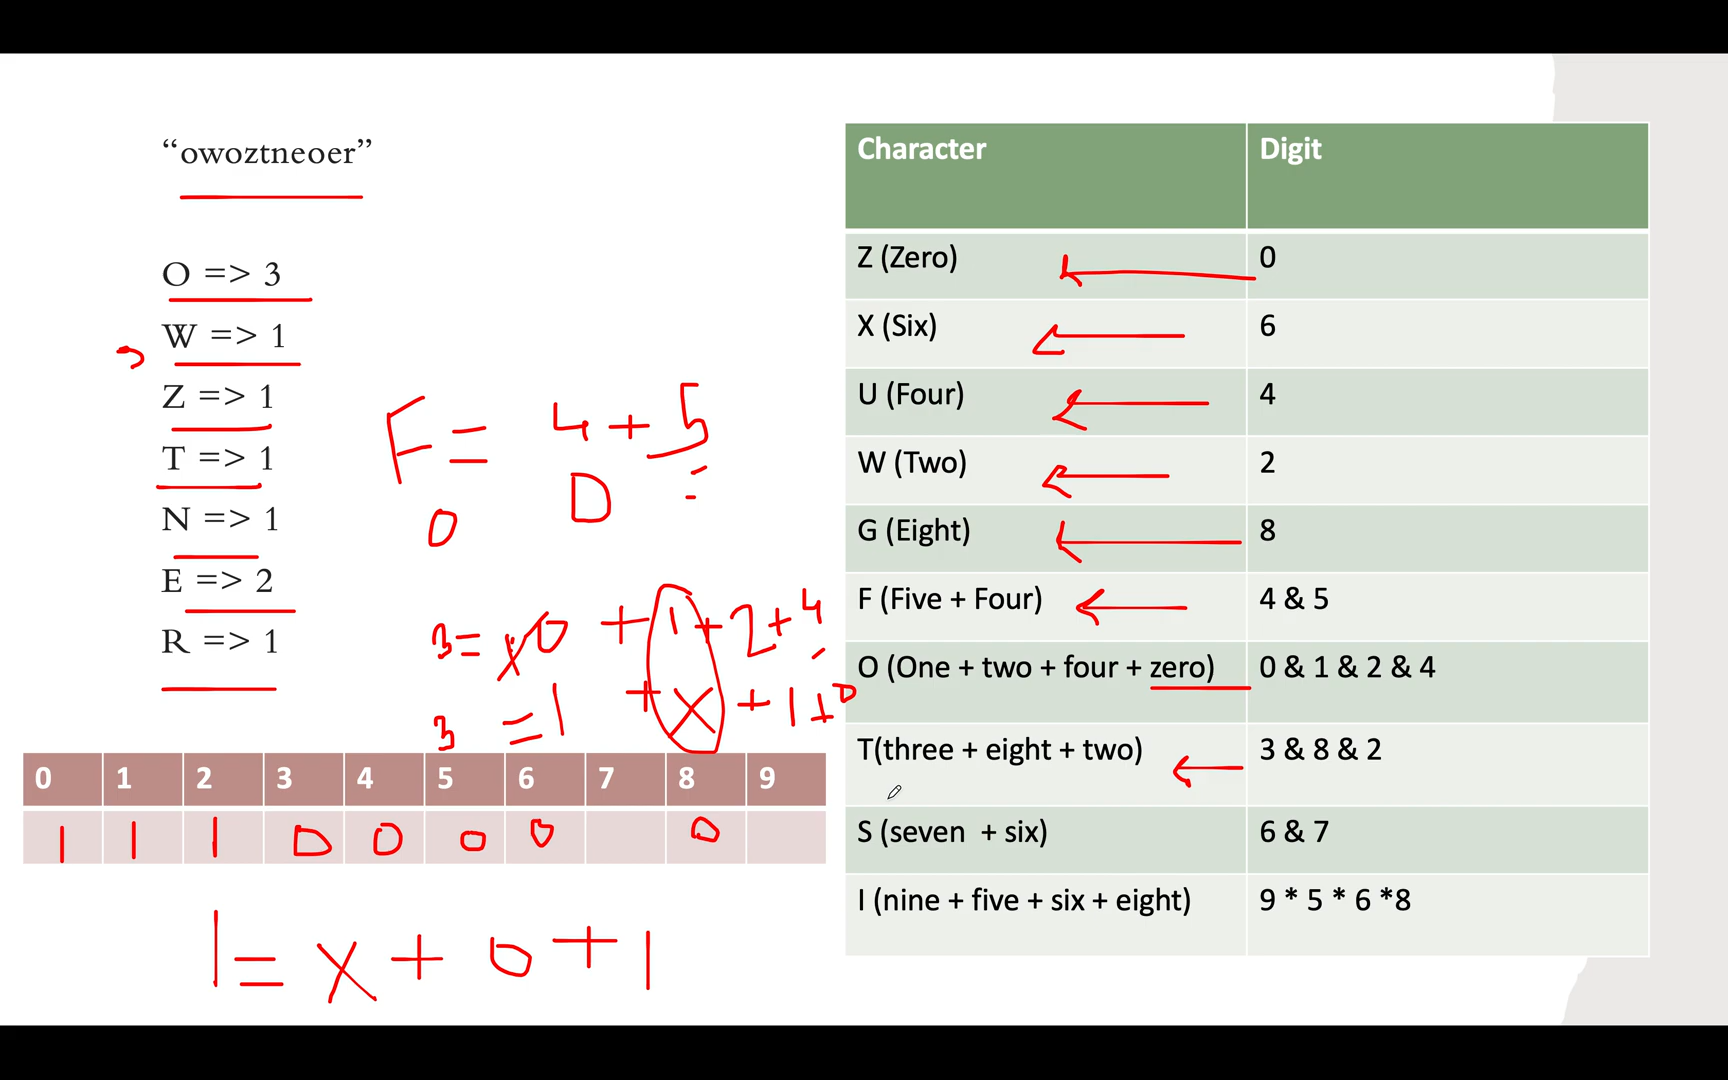 “owoztneoer”
O => 3
W => 1
Z => 1
T => 1
N => 1
E => 2
R => 1
F = 4 + 5
0 0
3 = 0 + 1 + 2 + 4
3 = 1 + X + 1 + 0
0 1 2 3 4 5 6 7 8 9
1 1 1 0 0 0 0 0
1 = X + 0 + 1
Character Digit
Z (Zero) 0
X (Six) 6
U (Four) 4
W (Two) 2
G (Eight) 8
F (Five + Four) 4 & 5
O (One + two + four + zero) 0 & 1 & 2 & 4
T(three + eight + two) 3 & 8 & 2
S (seven + six) 6 & 7
I (nine + five + six + eight) 9 * 5 * 6 *8